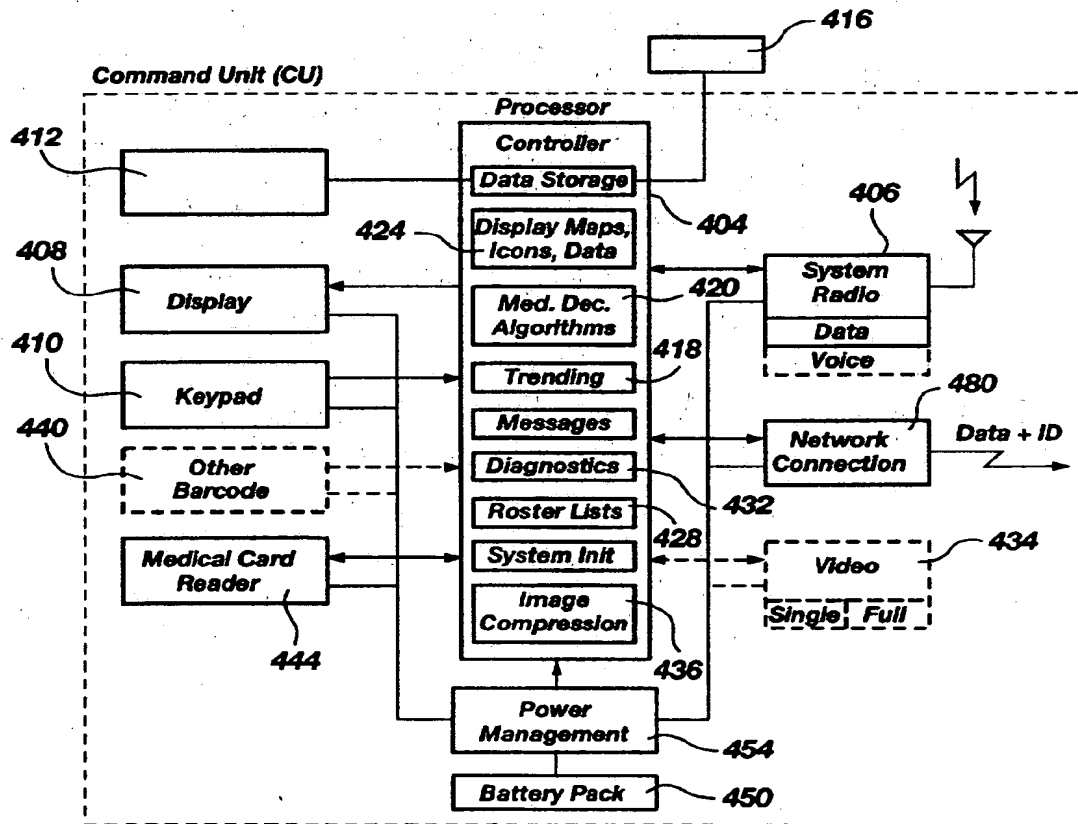 416
Command Unit (CU)
Processor
Controller
412
Data Storage
404
406
424
Display Maps,
Icons, Data
408
Display
System
Radio
420
Med. Dec.
Algorithms
Data
Voice
410
Keypad
418
Trending
480
Messages
Network
Connection
Data + ID
440
Other
Barcode
Diagnostics
432
Roster Lists
428
434
Medical Card
Reader
System Init
Video
Image
Compression
Single
Full
444
436
Power
Management
454
Battery Pack
450